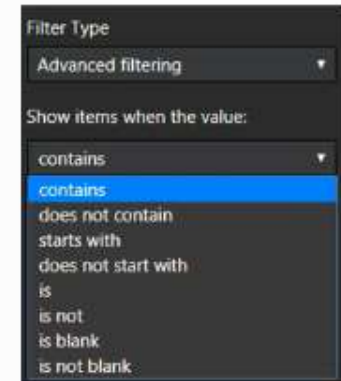 Filter Type
Advanced filtering
Show items when the value:
contains
contains
does not contain
starts with
does not start with
is
is not
is blank
is not blank